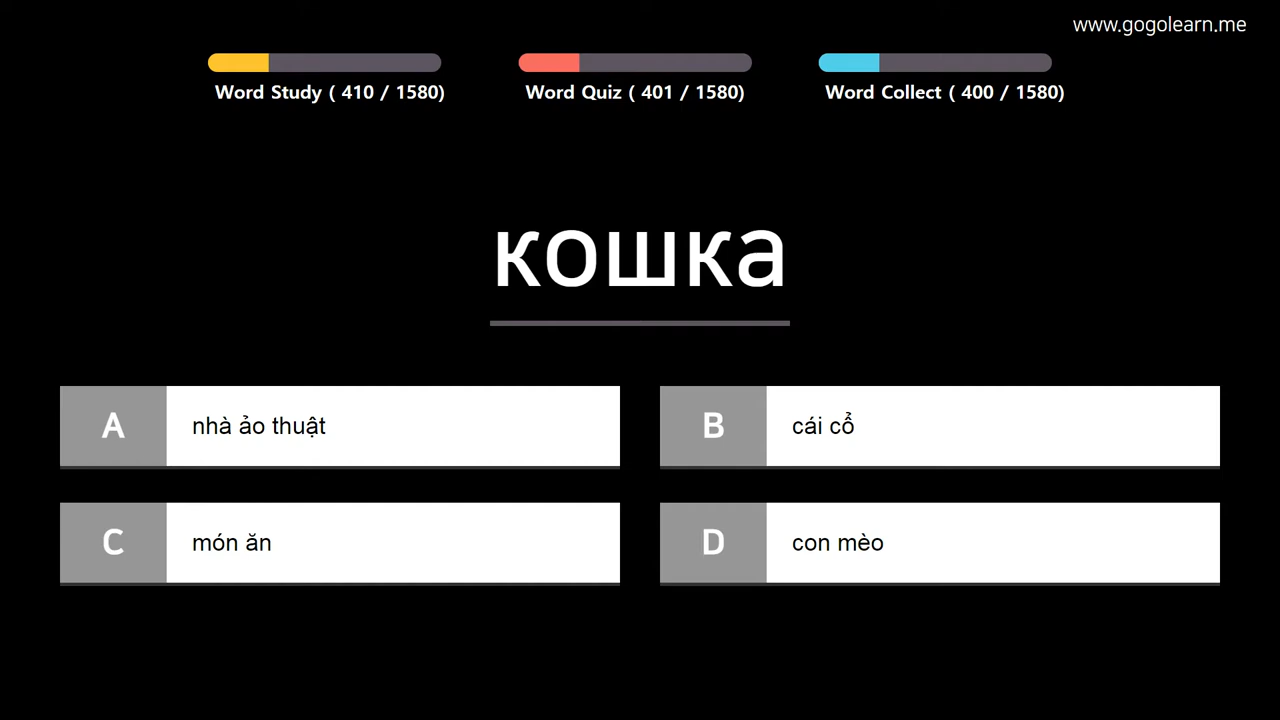 www.gogolearn.me
Word Study ( 410 / 1580)
Word Quiz ( 401 / 1580)
Word Collect ( 400 / 1580)
кошка
A nhà ảo thuật
B cái cổ
C món ăn
D con mèo